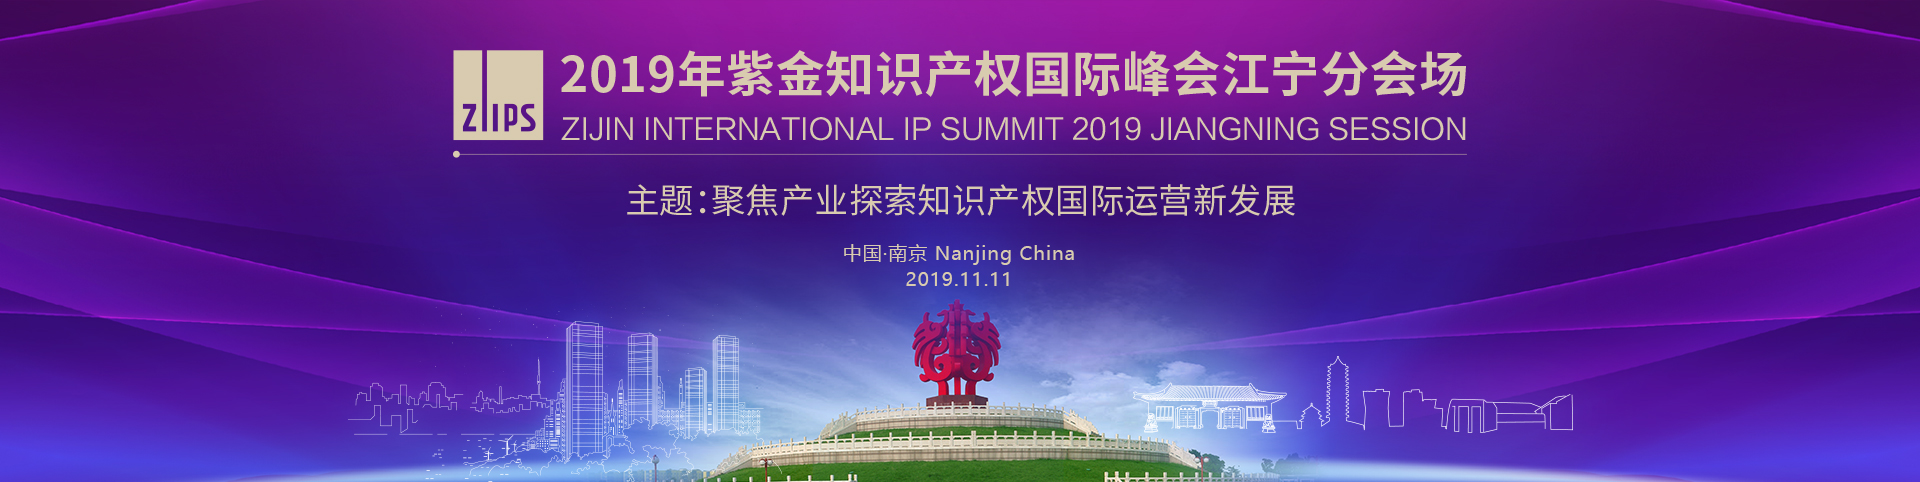 ZIIPS
2019年紫金知识产权国际峰会江宁分会场
ZIJIN INTERNATIONAL IP SUMMIT 2019 JIANGNING SESSION
主题:聚焦产业探索知识产权国际运营新发展
中国·南京 Nanjing China
2019.11.11